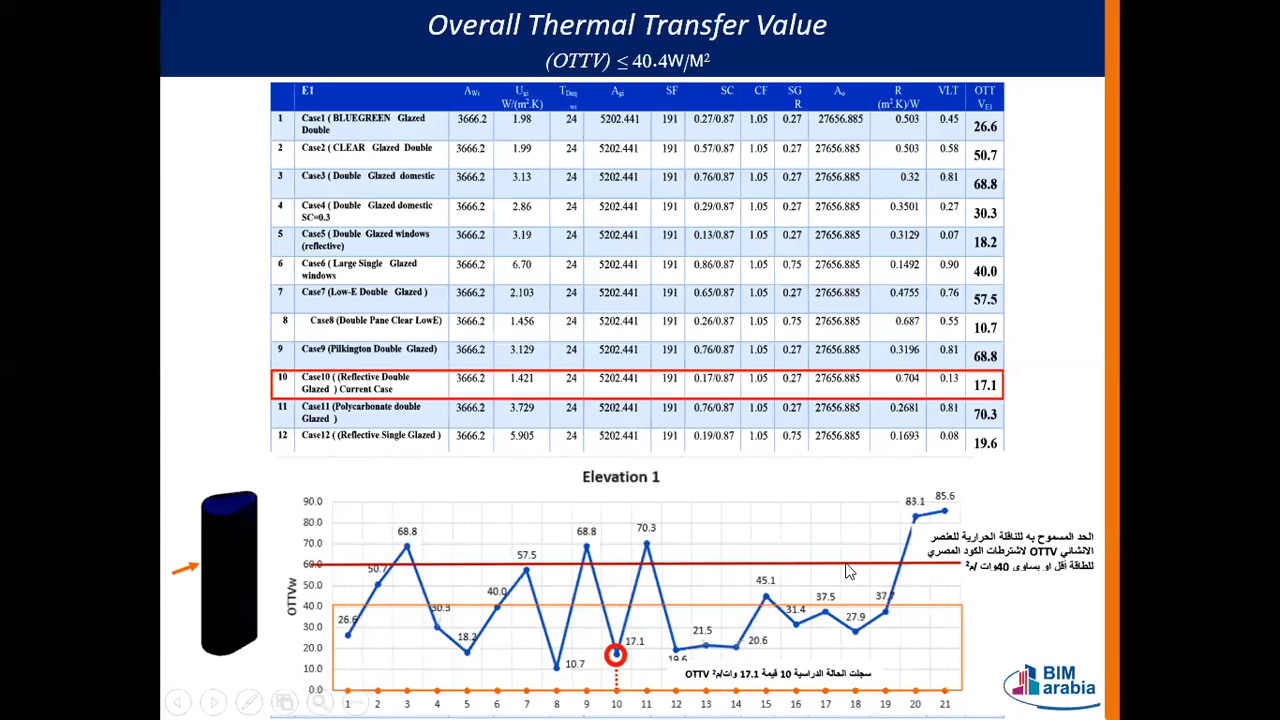 Overall Thermal Transfer Value
(OTTV) ≤ 40.4W/M²
E1 A_Wi U_gi W/(m².K) T_Deq wi A_gi SF SC CF SG R A_o R (m².K)/W VLT OTT V_E1
1 Case1 ( BLUEGREEN Glazed Double 3666.2 1.98 24 5202.441 191 0.27/0.87 1.05 0.27 27656.885 0.503 0.45 26.6
2 Case2 ( CLEAR Glazed Double 3666.2 1.99 24 5202.441 191 0.57/0.87 1.05 0.27 27656.885 0.503 0.58 50.7
3 Case3 ( Double Glazed domestic 3666.2 3.13 24 5202.441 191 0.76/0.87 1.05 0.27 27656.885 0.32 0.81 68.8
4 Case4 ( Double Glazed domestic SC=0.3 3666.2 2.86 24 5202.441 191 0.29/0.87 1.05 0.27 27656.885 0.3501 0.27 30.3
5 Case5 ( Double Glazed windows (reflective) 3666.2 3.19 24 5202.441 191 0.13/0.87 1.05 0.27 27656.885 0.3129 0.07 18.2
6 Case6 ( Large Single Glazed windows 3666.2 6.70 24 5202.441 191 0.86/0.87 1.05 0.75 27656.885 0.1492 0.90 40.0
7 Case7 (Low-E Double Glazed ) 3666.2 2.103 24 5202.441 191 0.65/0.87 1.05 0.27 27656.885 0.4755 0.76 57.5
8 Case8 (Double Pane Clear LowE) 3666.2 1.456 24 5202.441 191 0.26/0.87 1.05 0.75 27656.885 0.687 0.55 10.7
9 Case9 (Pilkington Double Glazed) 3666.2 3.129 24 5202.441 191 0.76/0.87 1.05 0.27 27656.885 0.3196 0.81 68.8
10 Case10 ( (Reflective Double Glazed ) Current Case 3666.2 1.421 24 5202.441 191 0.17/0.87 1.05 0.27 27656.885 0.704 0.13 17.1
11 Case11 (Polycarbonate double Glazed ) 3666.2 3.729 24 5202.441 191 0.76/0.87 1.05 0.27 27656.885 0.2681 0.81 70.3
12 Case12 ( (Reflective Single Glazed ) 3666.2 5.905 24 5202.441 191 0.19/0.87 1.05 0.75 27656.885 0.1693 0.08 19.6
Elevation 1
OTTVw
90.0
80.0
70.0
60.0
50.0
40.0
30.0
20.0
10.0
0.0
26.6 50.7 68.8 30.3 18.2 40.0 57.5 10.7 68.8 17.1 70.3 19.6 21.5 20.6 45.1 31.4 37.5 27.9 37.7 83.1 85.6
1 2 3 4 5 6 7 8 9 10 11 12 13 14 15 16 17 18 19 20 21
الحد المسموح به للناقلة الحرارية للعنصر
الانشائي OTTV لاشترطات الكود المصري
للطاقة أقل او يساوي 40وات /م²
سجلت الحالة الدراسية 10 قيمة 17.1 وات/م² OTTV
BIM
arabia